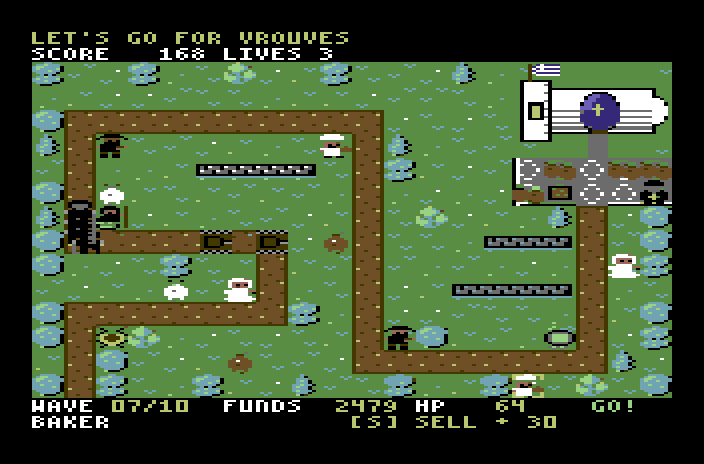 LET'S GO FOR VROUVES
SCORE 168 LIVES 3
WAVE 07/10 FUNDS 2479 HP 64 GO!
BAKER [S] SELL + 30